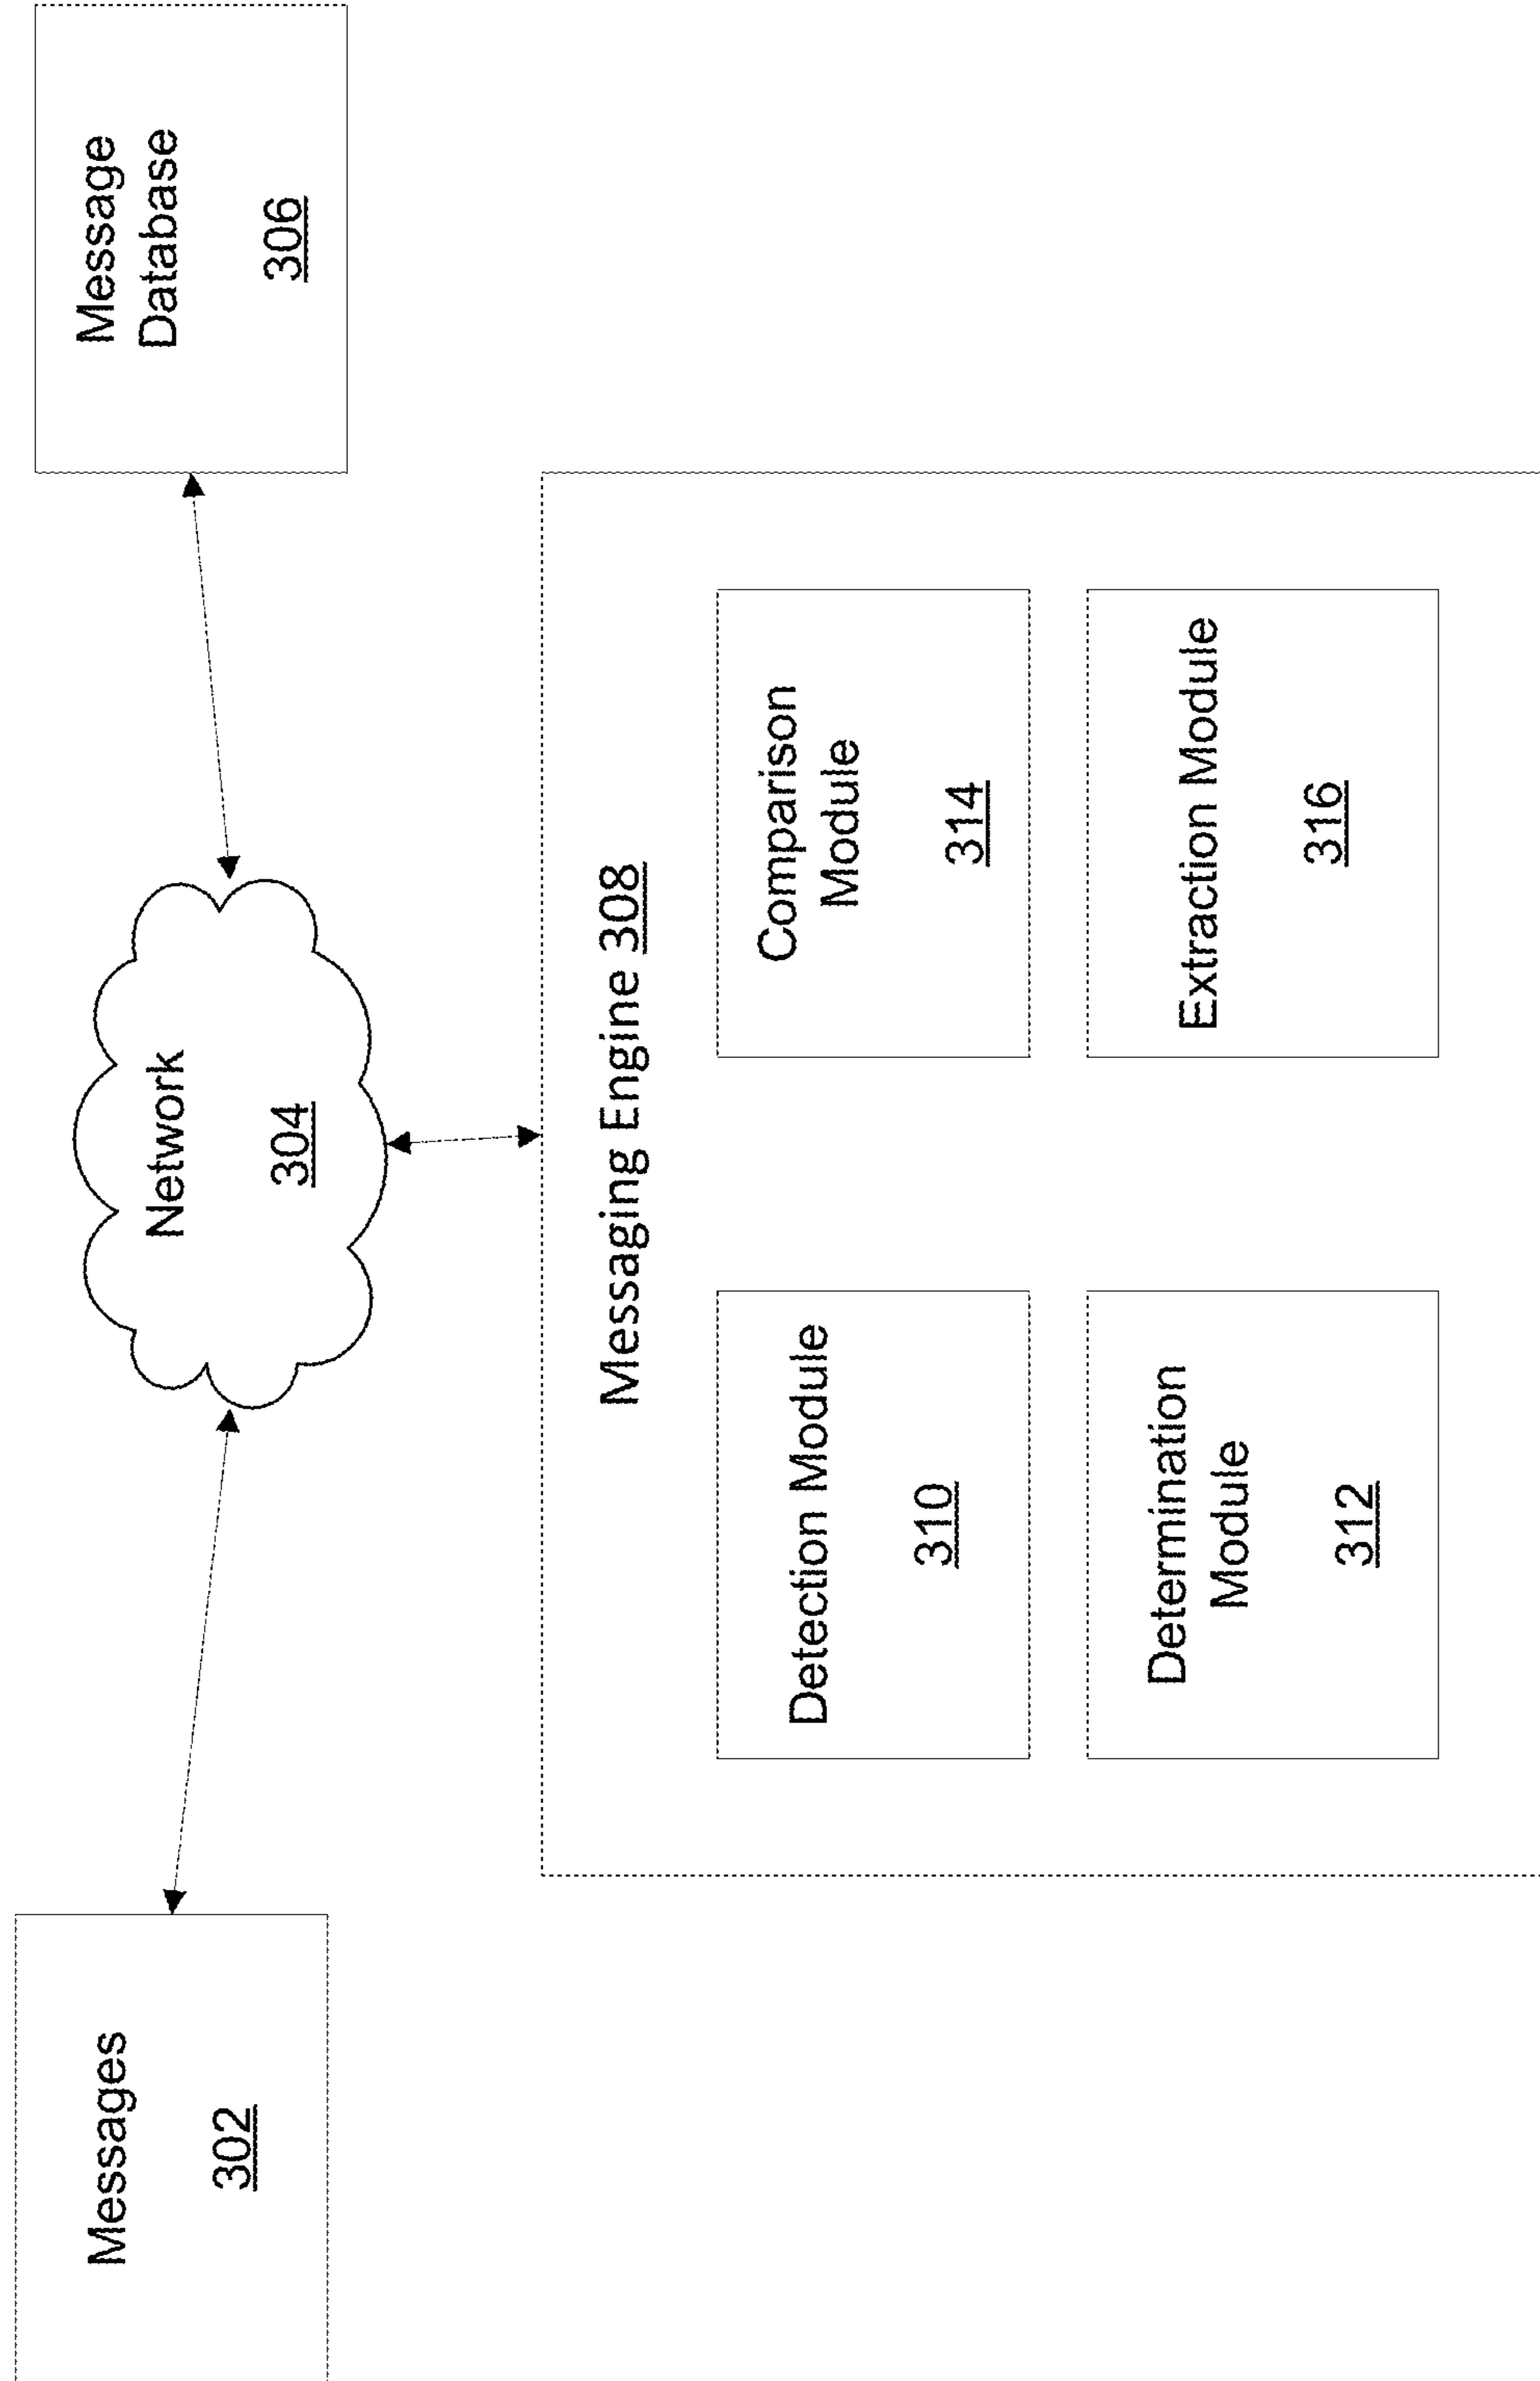 Messages
302
Network
304
Message
Database
306
Messaging Engine 308
Detection Module
310
Comparison
Module
314
Determination
Module
312
Extraction Module
316